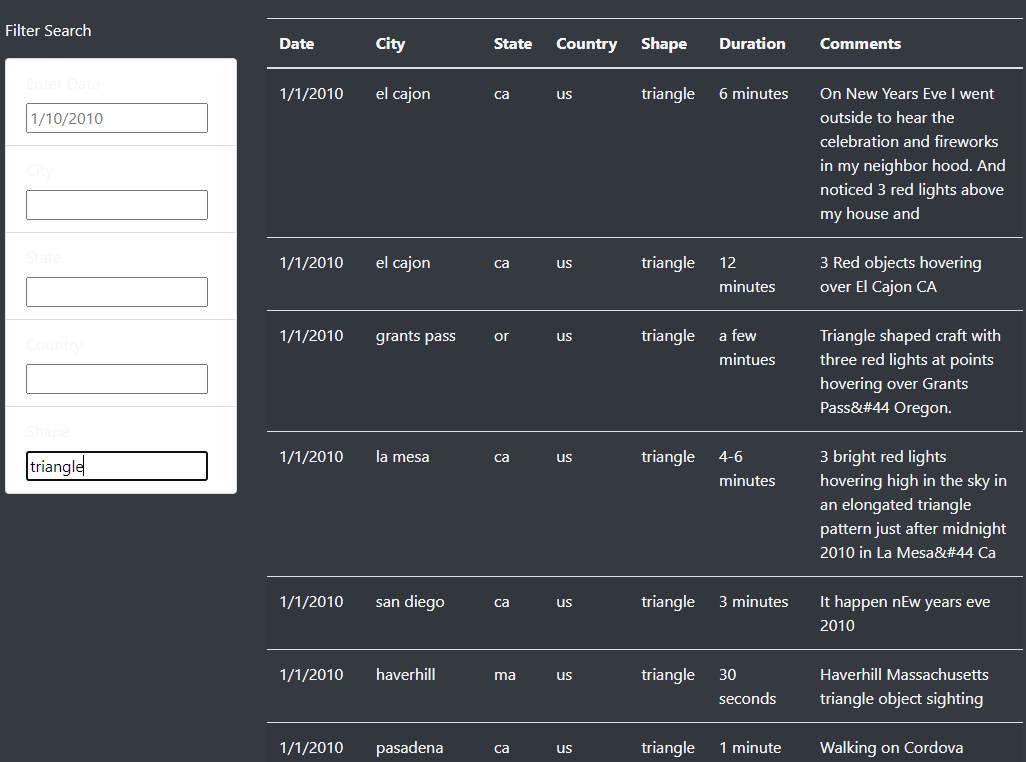 Filter Search
Enter Date
1/10/2010
City
State
Country
Shape
triangle
Date City State Country Shape Duration Comments
1/1/2010 el cajon ca us triangle 6 minutes On New Years Eve I went
outside to hear the
celebration and fireworks
in my neighbor hood. And
noticed 3 red lights above
my house and
1/1/2010 el cajon ca us triangle 12 3 Red objects hovering
minutes over El Cajon CA
1/1/2010 grants pass or us triangle a few Triangle shaped craft with
mintues three red lights at points
hovering over Grants
Pass&#44 Oregon.
1/1/2010 la mesa ca us triangle 4-6 3 bright red lights
minutes hovering high in the sky in
an elongated triangle
pattern just after midnight
2010 in La Mesa&#44 Ca
1/1/2010 san diego ca us triangle 3 minutes It happen nEw years eve
2010
1/1/2010 haverhill ma us triangle 30 Haverhill Massachusetts
seconds triangle object sighting
1/1/2010 pasadena ca us triangle 1 minute Walking on Cordova